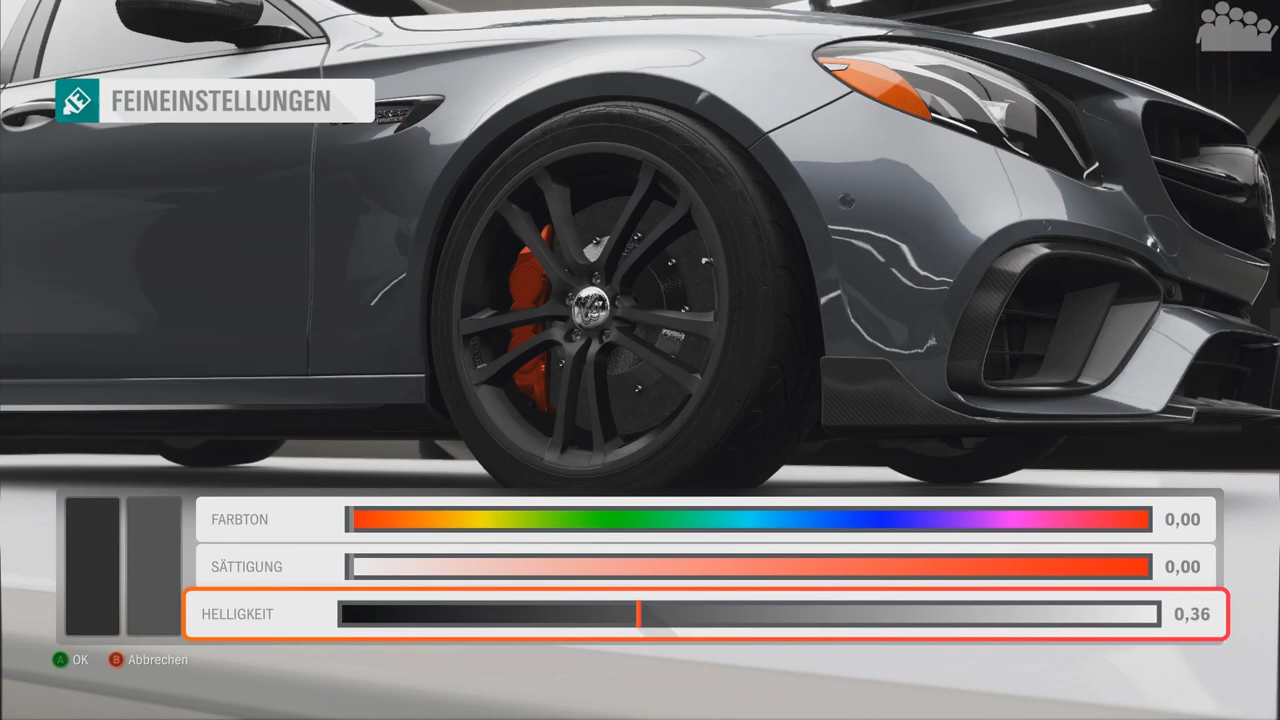 FEINEINSTELLUNGEN
FARBTON 0,00
SÄTTIGUNG 0,00
HELLIGKEIT 0,36
A OK B Abbrechen